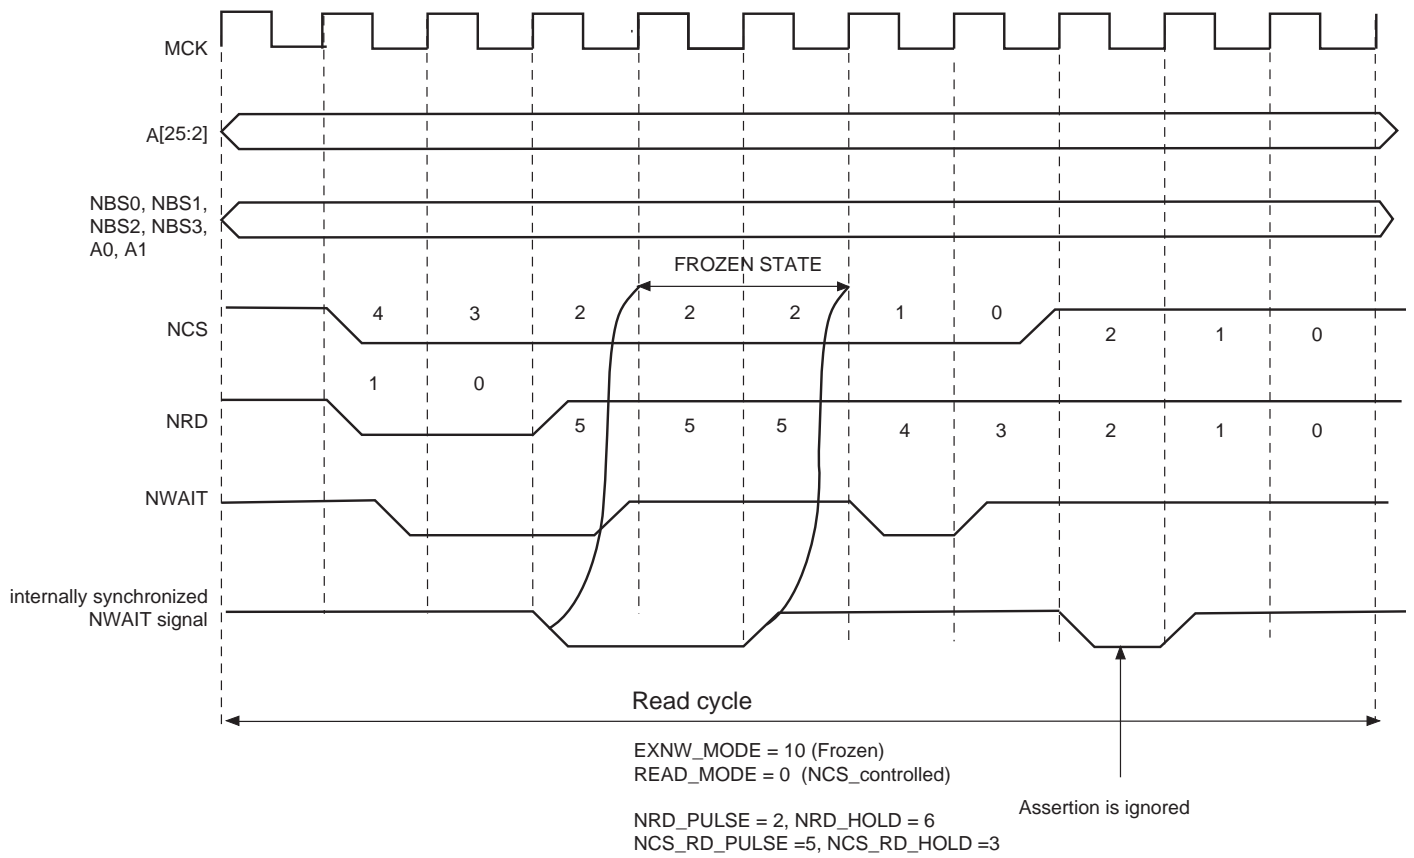 MCK
A[25:2]
NBS0, NBS1,
NBS2, NBS3,
A0, A1
FROZEN STATE
NCS
4 3 2 2 2 1 0
2 1 0
1 0
NRD
5 5 5 4 3 2 1 0
NWAIT
internally synchronized
NWAIT signal
Read cycle
EXNW_MODE = 10 (Frozen)
READ_MODE = 0 (NCS_controlled)
Assertion is ignored
NRD_PULSE = 2, NRD_HOLD = 6
NCS_RD_PULSE =5, NCS_RD_HOLD =3